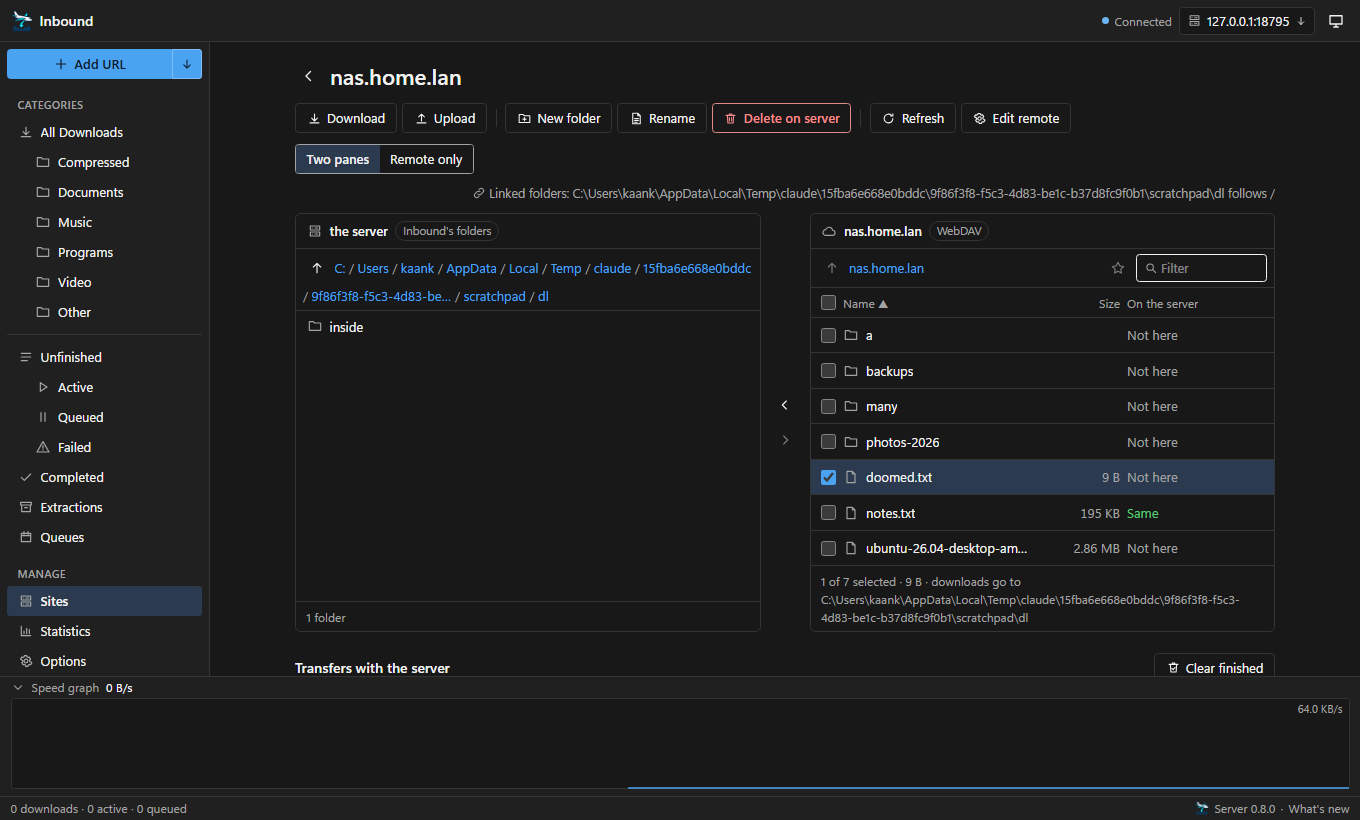 Inbound
Connected
127.0.0.1:18795
Add URL
CATEGORIES
All Downloads
Compressed
Documents
Music
Programs
Video
Other
Unfinished
Active
Queued
Failed
Completed
Extractions
Queues
MANAGE
Sites
Statistics
Options
nas.home.lan
Download Upload New folder Rename Delete on server Refresh Edit remote
Two panes Remote only
Linked folders: C:\Users\kaank\AppData\Local\Temp\claude\15fba6e668e0bddc\9f86f3f8-f5c3-4d83-be1c-b37d8fc9f0b1\scratchpad\dl follows /
the server Inbound's folders
C: / Users / kaank / AppData / Local / Temp / claude / 15fba6e668e0bddc
/ 9f86f3f8-f5c3-4d83-be... / scratchpad / dl
inside
1 folder
nas.home.lan WebDAV
nas.home.lan Filter
Name Size On the server
a Not here
backups Not here
many Not here
photos-2026 Not here
doomed.txt 9 B Not here
notes.txt 195 KB Same
ubuntu-26.04-desktop-am... 2.86 MB Not here
1 of 7 selected · 9 B · downloads go to
C:\Users\kaank\AppData\Local\Temp\claude\15fba6e668e0bddc\9f86f3f8-f5c3-
4d83-be1c-b37d8fc9f0b1\scratchpad\dl
Transfers with the server Clear finished
Speed graph 0 B/s
64.0 KB/s
0 downloads · 0 active · 0 queued
Server 0.8.0 · What's new